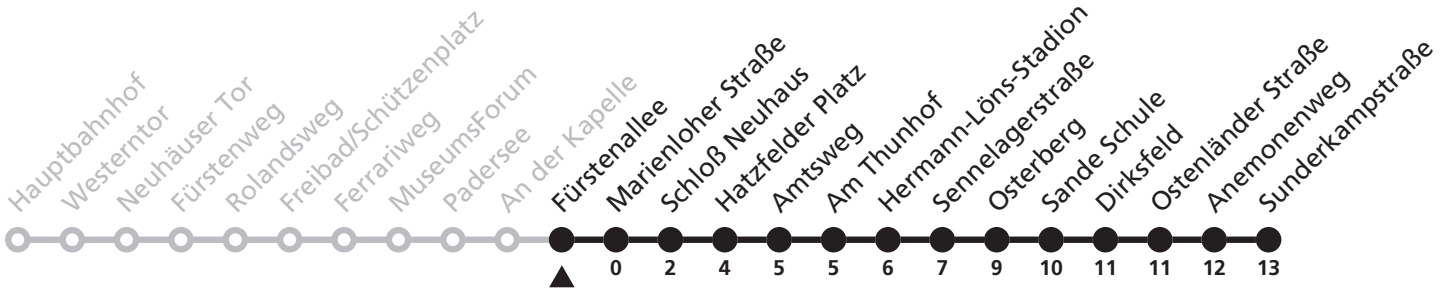 Hauptbahnhof
Westerntor
Neuhäuser Tor
Fürstenweg
Rolandsweg
Freibad/Schützenplatz
Ferrariweg
MuseumsForum
Padersee
An der Kapelle
Fürstenallee
Marienloher Straße
Schloß Neuhaus
Hatzfelder Platz
Amtsweg
Am Thunhof
Hermann-Löns-Stadion
Sennelagerstraße
Osterberg
Sande Schule
Dirksfeld
Ostenländer Straße
Anemonenweg
Sunderkampstraße
0 2 4 5 5 6 7 9 10 11 11 12 13